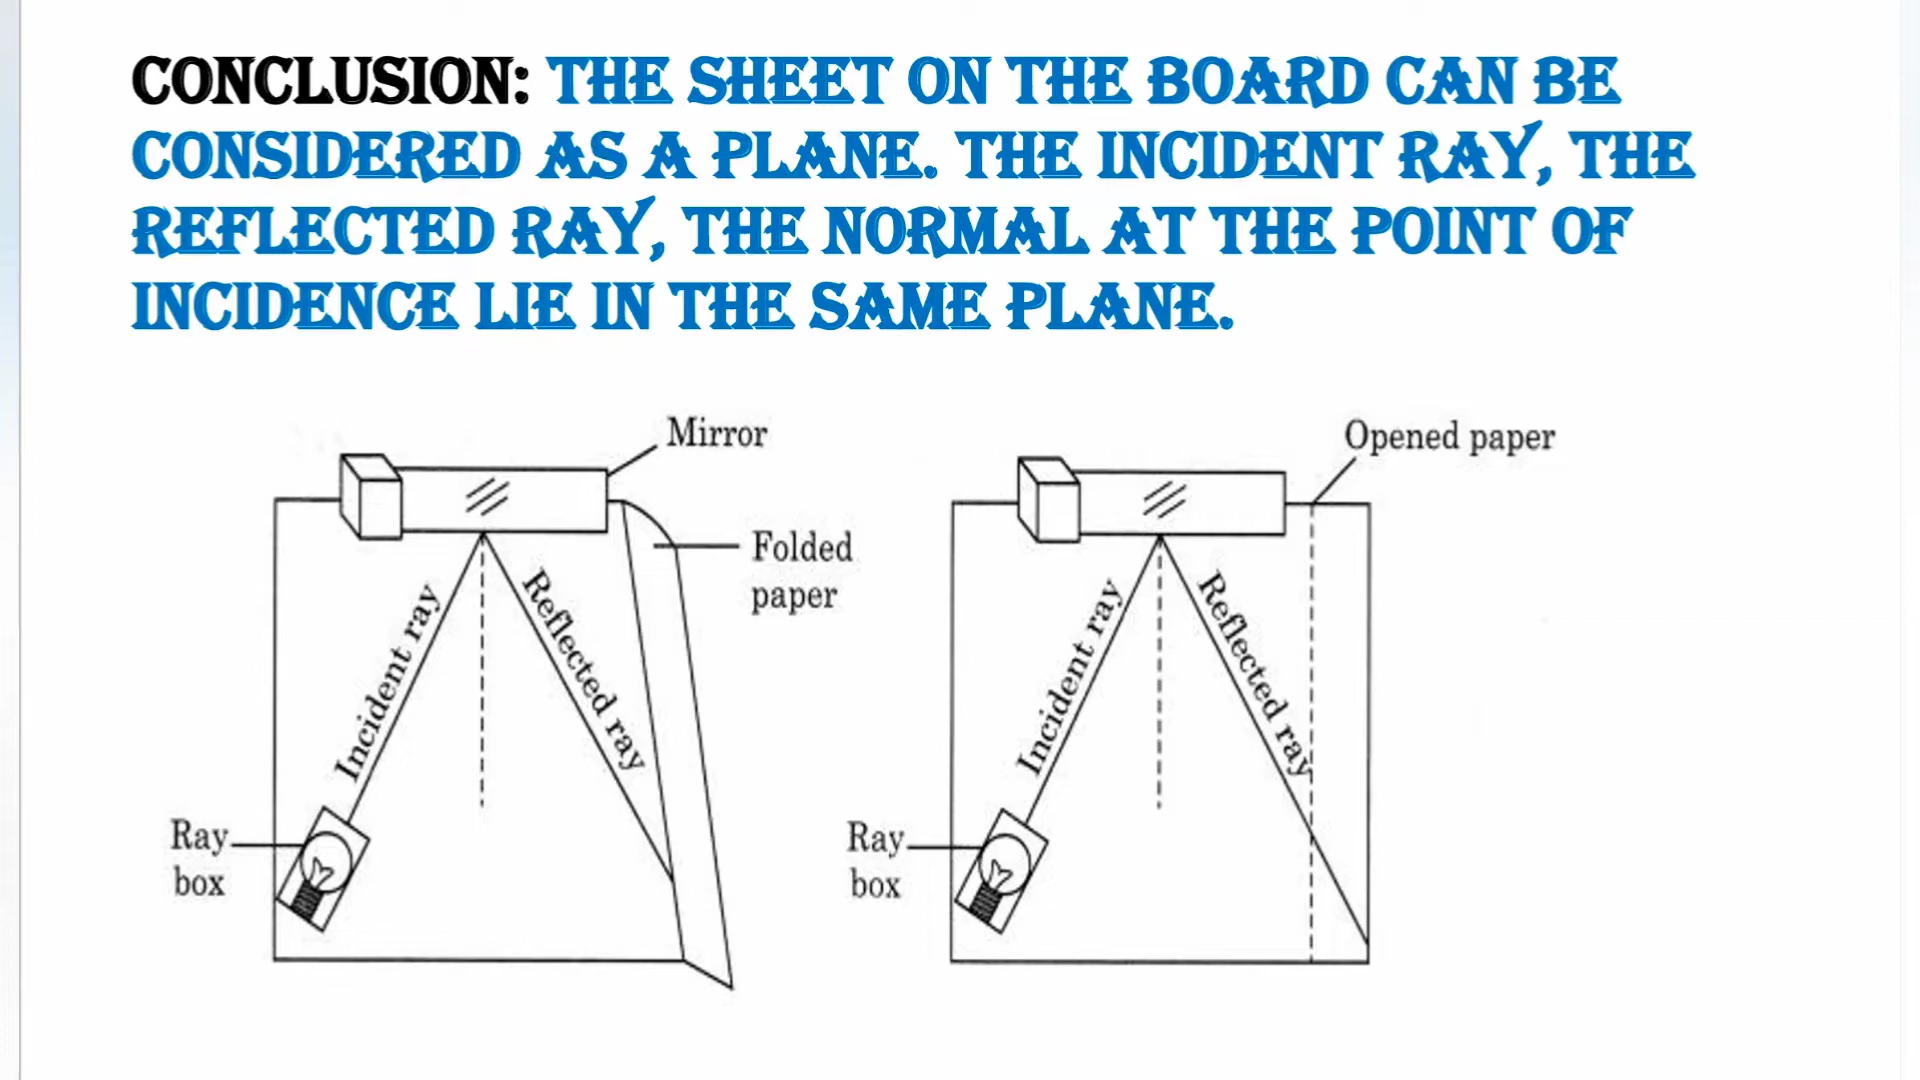 CONCLUSION: THE SHEET ON THE BOARD CAN BE
CONSIDERED AS A PLANE. THE INCIDENT RAY, THE
REFLECTED RAY, THE NORMAL AT THE POINT OF
INCIDENCE LIE IN THE SAME PLANE.
Mirror
Folded
paper
Incident ray
Reflected ray
Ray
box
Opened paper
Incident ray
Reflected ray
Ray
box